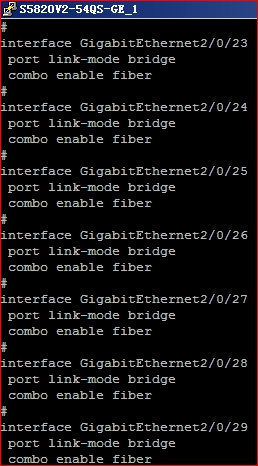 S5820V2-54QS-GE_1
#
interface GigabitEthernet2/0/23
port link-mode bridge
combo enable fiber
#
interface GigabitEthernet2/0/24
port link-mode bridge
combo enable fiber
#
interface GigabitEthernet2/0/25
port link-mode bridge
combo enable fiber
#
interface GigabitEthernet2/0/26
port link-mode bridge
combo enable fiber
#
interface GigabitEthernet2/0/27
port link-mode bridge
combo enable fiber
#
interface GigabitEthernet2/0/28
port link-mode bridge
combo enable fiber
#
interface GigabitEthernet2/0/29
port link-mode bridge
combo enable fiber